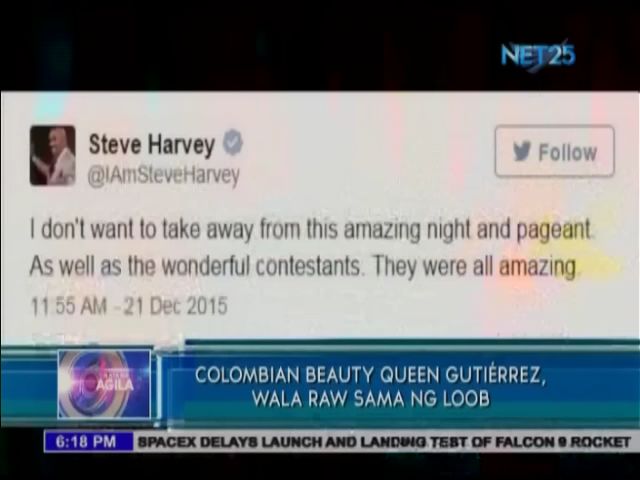 NET25
Steve Harvey
@IAmSteveHarvey
Follow
I don't want to take away from this amazing night and pageant.
As well as the wonderful contestants. They were all amazing.
11:55 AM - 21 Dec 2015
AGILA
COLOMBIAN BEAUTY QUEEN GUTIÉRREZ,
WALA RAW SAMA NG LOOB
6:18 PM
SPACEX DELAYS LAUNCH AND LANDING TEST OF FALCON 9 ROCKET